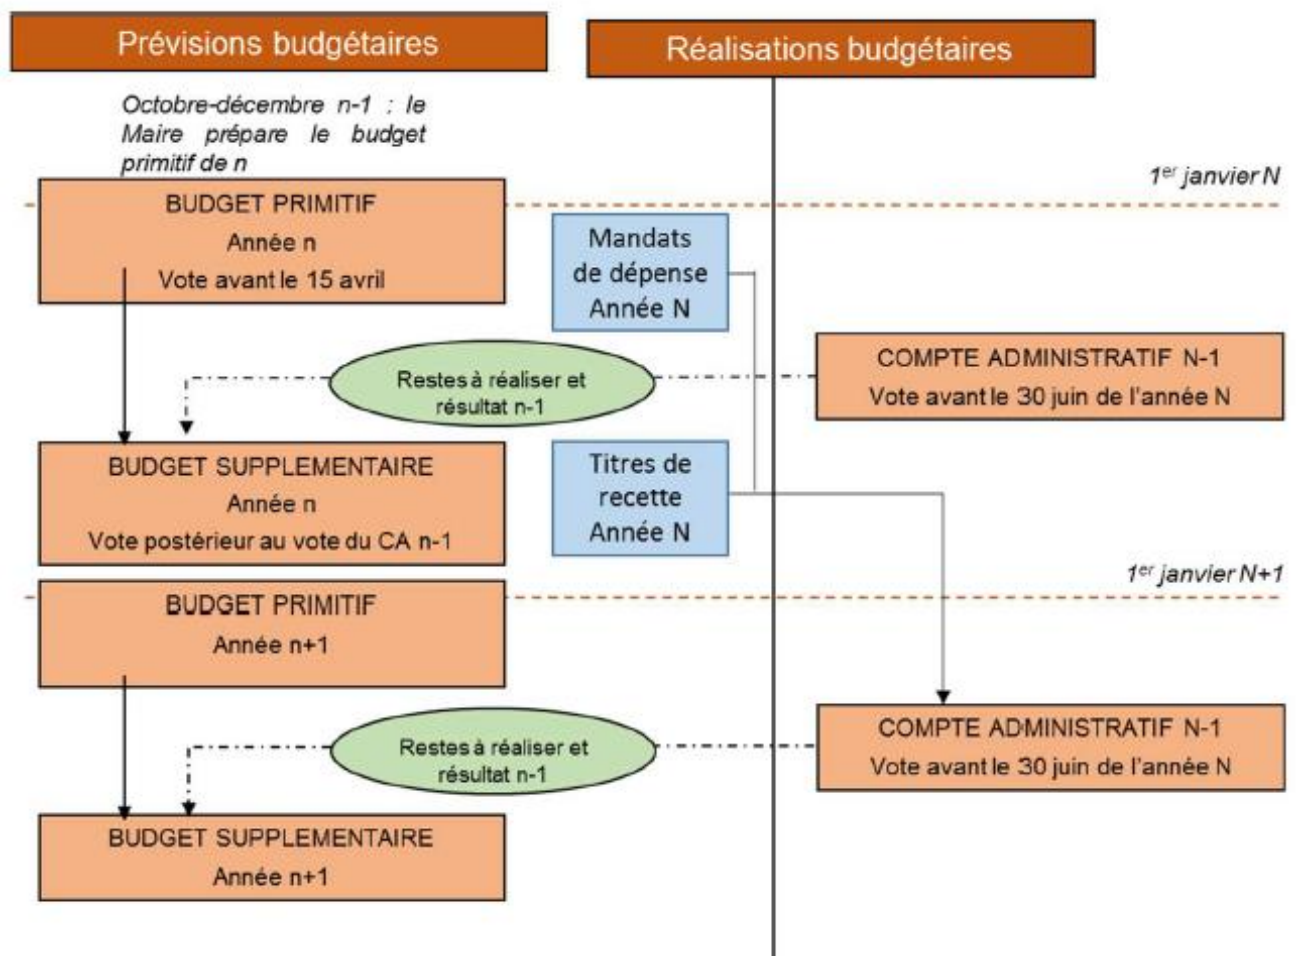 Prévisions budgétaires
Réalisations budgétaires
Octobre-décembre n-1 : le
Maire prépare le budget
primitif de n
1er janvier N
BUDGET PRIMITIF
Année n
Vote avant le 15 avril
Mandats
de dépense
Année N
COMPTE ADMINISTRATIF N-1
Vote avant le 30 juin de l'année N
Restes à réaliser et
résultat n-1
BUDGET SUPPLEMENTAIRE
Année n
Vote postérieur au vote du CA n-1
Titres de
recette
Année N
1er janvier N+1
BUDGET PRIMITIF
Année n+1
COMPTE ADMINISTRATIF N-1
Vote avant le 30 juin de l'année N
Restes à réaliser et
résultat n-1
BUDGET SUPPLEMENTAIRE
Année n+1